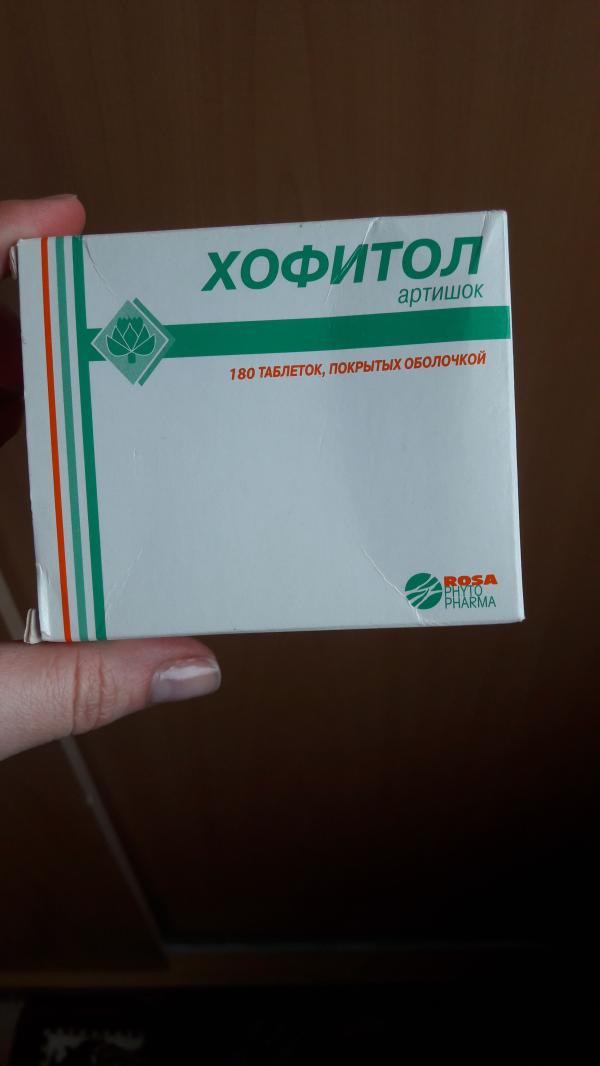 ХОФИТОЛ
артишок
180 ТАБЛЕТОК, ПОКРЫТЫХ ОБОЛОЧКОЙ
ROSA
PHYTO
PHARMA